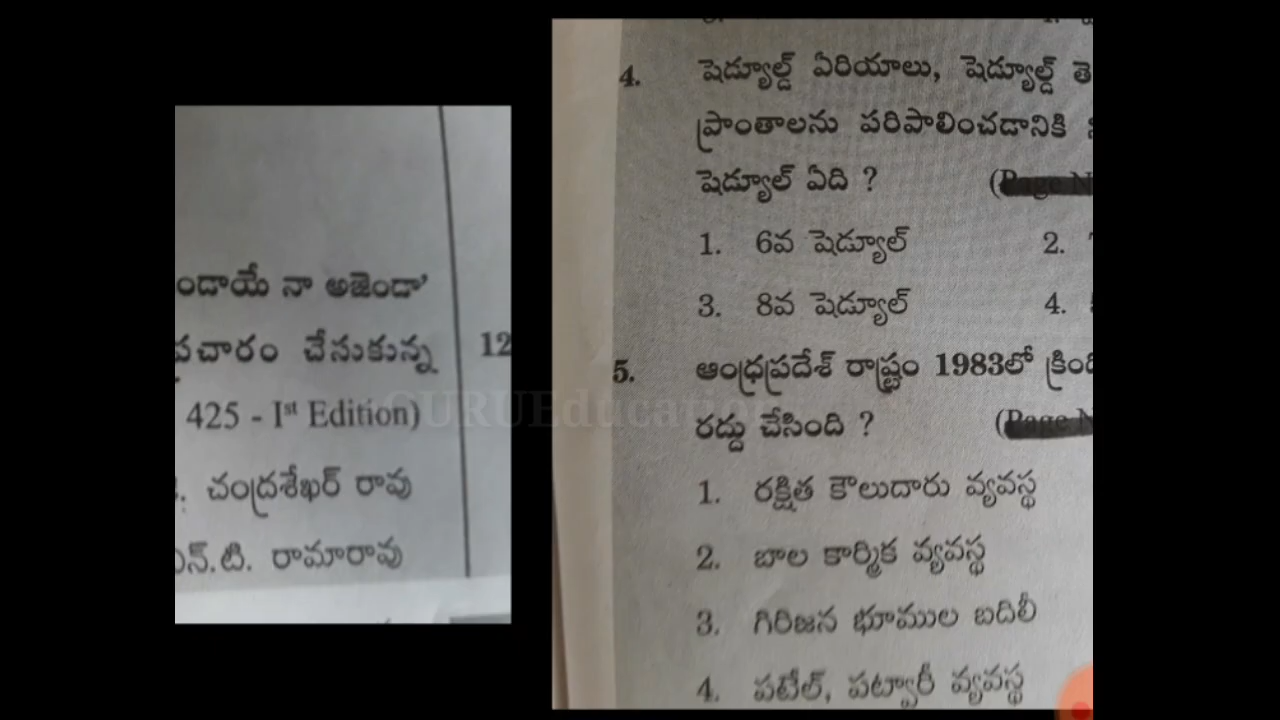 ండాయే నా అజెండా'
ప్రచారం చేసుకున్న
425 - Ist Edition)
చంద్రశేఖర్ రావు
ఎన్.టి. రామారావు
12
4. షెడ్యూల్డ్ ఏరియాలు, షెడ్యూల్డ్ తె
ప్రాంతాలను పరిపాలించడానికి
షెడ్యూల్ ఏది ?
1. 6వ షెడ్యూల్ 2.
3. 8వ షెడ్యూల్ 4.
5. ఆంధ్రప్రదేశ్ రాష్ట్రం 1983లో క్రింది
రద్దు చేసింది ?
1. రక్షిత కౌలుదారు వ్యవస్థ
2. బాల కార్మిక వ్యవస్థ
3. గిరిజన భూముల బదిలీ
4. పటేల్, పట్వారీ వ్యవస్థ
GURUEducation